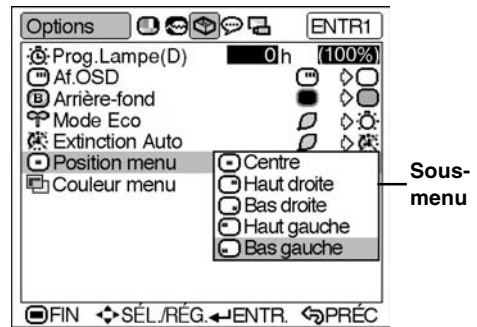 Options ENTR1
Prog.Lampe(D) 0 h (100%)
Af.OSD
B Arrière-fond
Mode Eco
Extinction Auto
Position menu
Couleur menu
Centre
Haut droite
Bas droite
Haut gauche
Bas gauche
Sous-
menu
FIN SÉL./RÉG. ENTR. PRÉC